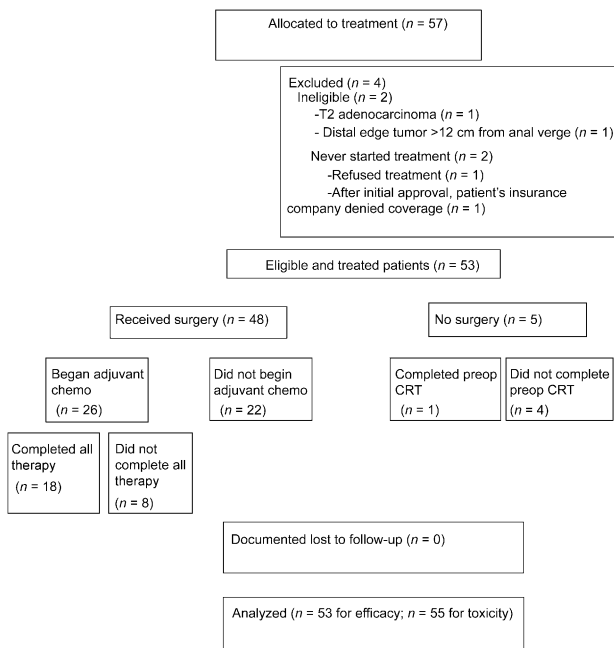 Allocated to treatment (n = 57)
Excluded (n = 4)
Ineligible (n = 2)
-T2 adenocarcinoma (n = 1)
- Distal edge tumor >12 cm from anal verge (n = 1)
Never started treatment (n = 2)
-Refused treatment (n = 1)
-After initial approval, patient's insurance
company denied coverage (n = 1)
Eligible and treated patients (n = 53)
Received surgery (n = 48)
No surgery (n = 5)
Began adjuvant
chemo
(n = 26)
Did not begin
adjuvant chemo
(n = 22)
Completed preop
CRT
(n = 1)
Did not complete
preop CRT
(n = 4)
Completed all
therapy
(n = 18)
Did not
complete all
therapy
(n = 8)
Documented lost to follow-up (n = 0)
Analyzed (n = 53 for efficacy; n = 55 for toxicity)